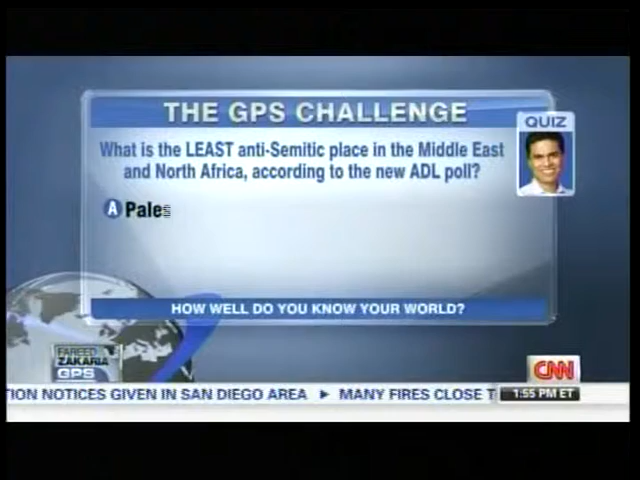 THE GPS CHALLENGE
QUIZ
What is the LEAST anti-Semitic place in the Middle East
and North Africa, according to the new ADL poll?
A Pales
HOW WELL DO YOU KNOW YOUR WORLD?
FAREED
ZAKARIA
GPS
CNN
ION NOTICES GIVEN IN SAN DIEGO AREA ► MANY FIRES CLOSE T
1:55 PM ET